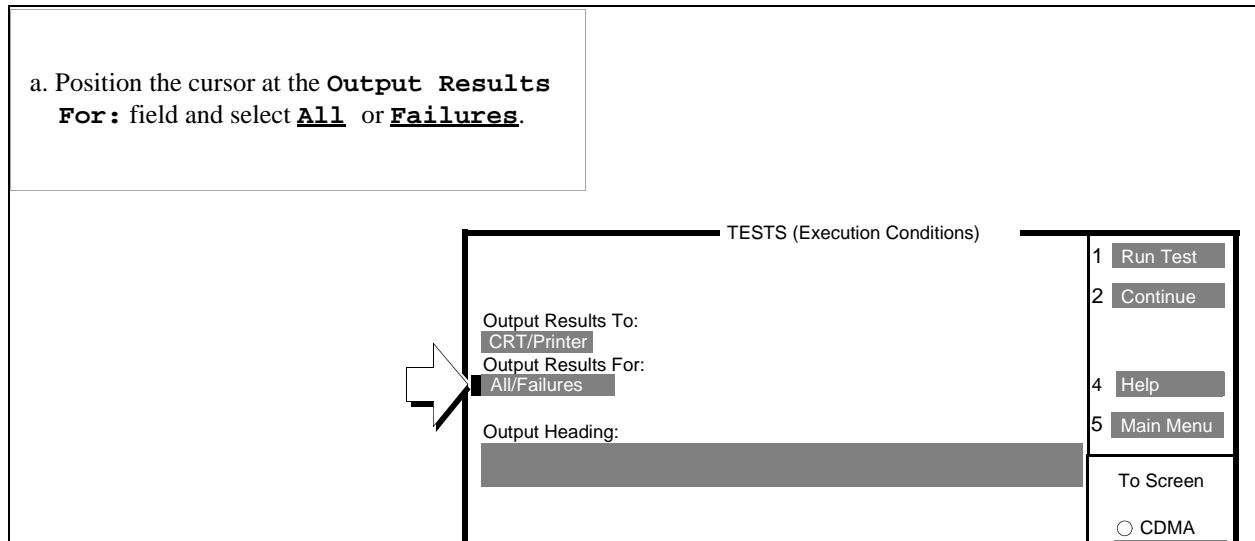 a. Position the cursor at the Output Results
For: field and select All or Failures.
TESTS (Execution Conditions)
1 Run Test
2 Continue
Output Results To:
CRT/Printer
Output Results For:
All/Failures
4 Help
5 Main Menu
Output Heading:
To Screen
CDMA